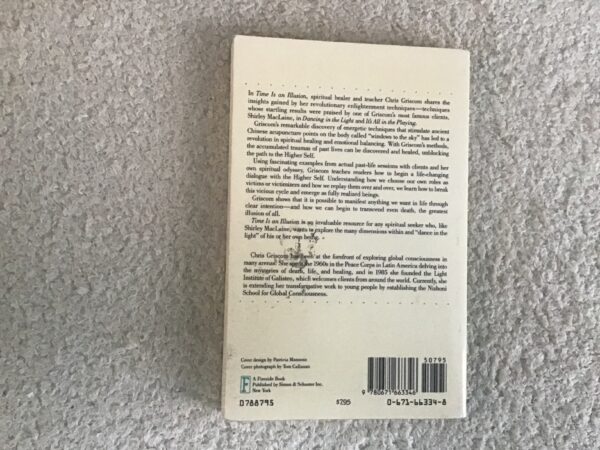 In Time Is an Illusion, spiritual healer and teacher Chris Griscom shares the
insights gained by her revolutionary enlightenment techniques—techniques
whose startling results were praised by one of Griscom's most famous clients,
Shirley MacLaine, in Dancing in the Light and It's All in the Playing.
Griscom's remarkable discovery of energetic techniques that stimulate ancient
Chinese acupuncture points on the body called "windows to the sky" has led to a
revolution in spiritual healing and emotional balancing. With Griscom's methods,
the accumulated traumas of past lives can be discovered and healed, unblocking
the path to the Higher Self.
Using fascinating examples from actual past-life sessions with clients and her
own spiritual odyssey, Griscom teaches readers how to begin a life-changing
dialogue with the Higher Self. Understanding how we choose our own roles as
victims or victimizers and how we replay them over and over, we learn how to break
this vicious cycle and emerge as fully realized beings.
Griscom shows that it is possible to manifest anything we want in life through
clear intention—and how we can begin to transcend even death, the greatest
illusion of all.
Time Is an Illusion is an invaluable resource for any spiritual seeker who, like
Shirley MacLaine, wants to explore the many dimensions within and "dance in the
light" of his or her own being.
Chris Griscom has been at the forefront of exploring global consciousness in
many arenas. She spent the 1960s in the Peace Corps in Latin America delving into
the mysteries of death, life, and healing, and in 1985 she founded the Light
Institute of Galisteo, which welcomes clients from around the world. Currently, she
is extending her transformative work to young people by establishing the Nizhoni
School for Global Consciousness.
Cover design by Patricia
Cover photograph by Tom Callanan
A Fireside Book
Published by Simon & Schuster Inc.
New York
0788795
$7.95
50795
9 780671 663346
0-671-66334-8